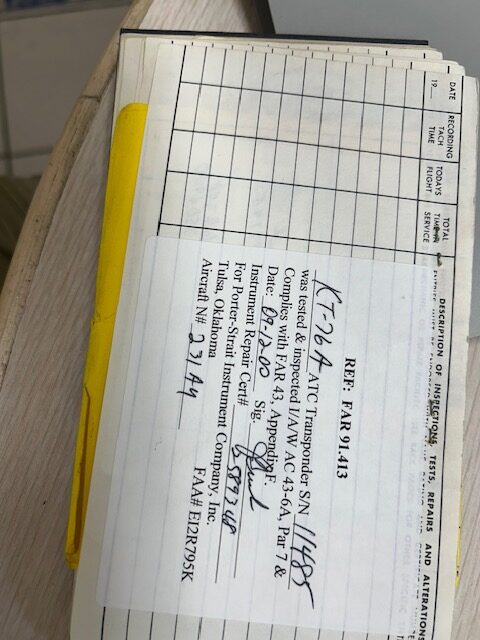 DATE
19__
RECORDING
TACH
TIME
TODAYS
FLIGHT
TOTAL
TIME IN
SERVICE
DESCRIPTION OF INSPECTIONS, TESTS, REPAIRS AND ALTERATIONS
REF: FAR 91.413
KT-76A ATC Transponder S/N 11485
was tested & inspected I/A/W AC 43-6A, Par 7 &
Complies with FAR 43, Appendix F.
Date: 09-12-00 Sig.
Instrument Repair Cert#
For Porter-Strait Instrument Company, Inc.
Tulsa, Oklahoma FAA# EI2R795K
Aircraft N# 231A4